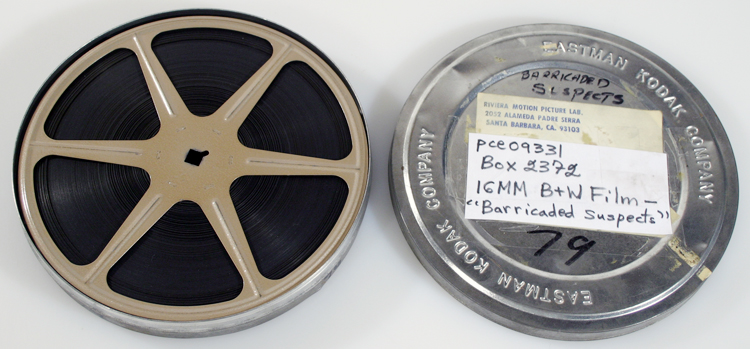 EASTMAN KODAK COMPANY
BARRICADED
SUSPECTS
RIVIERA MOTION PICTURE LAB.
2012 ALAMEDA PADRE SERRA
SANTA BARBARA, CA. 93103
pce09331
Box 2372
16MM B+W Film -
"Barricaded Suspects"
79
EASTMAN KODAK COMPANY